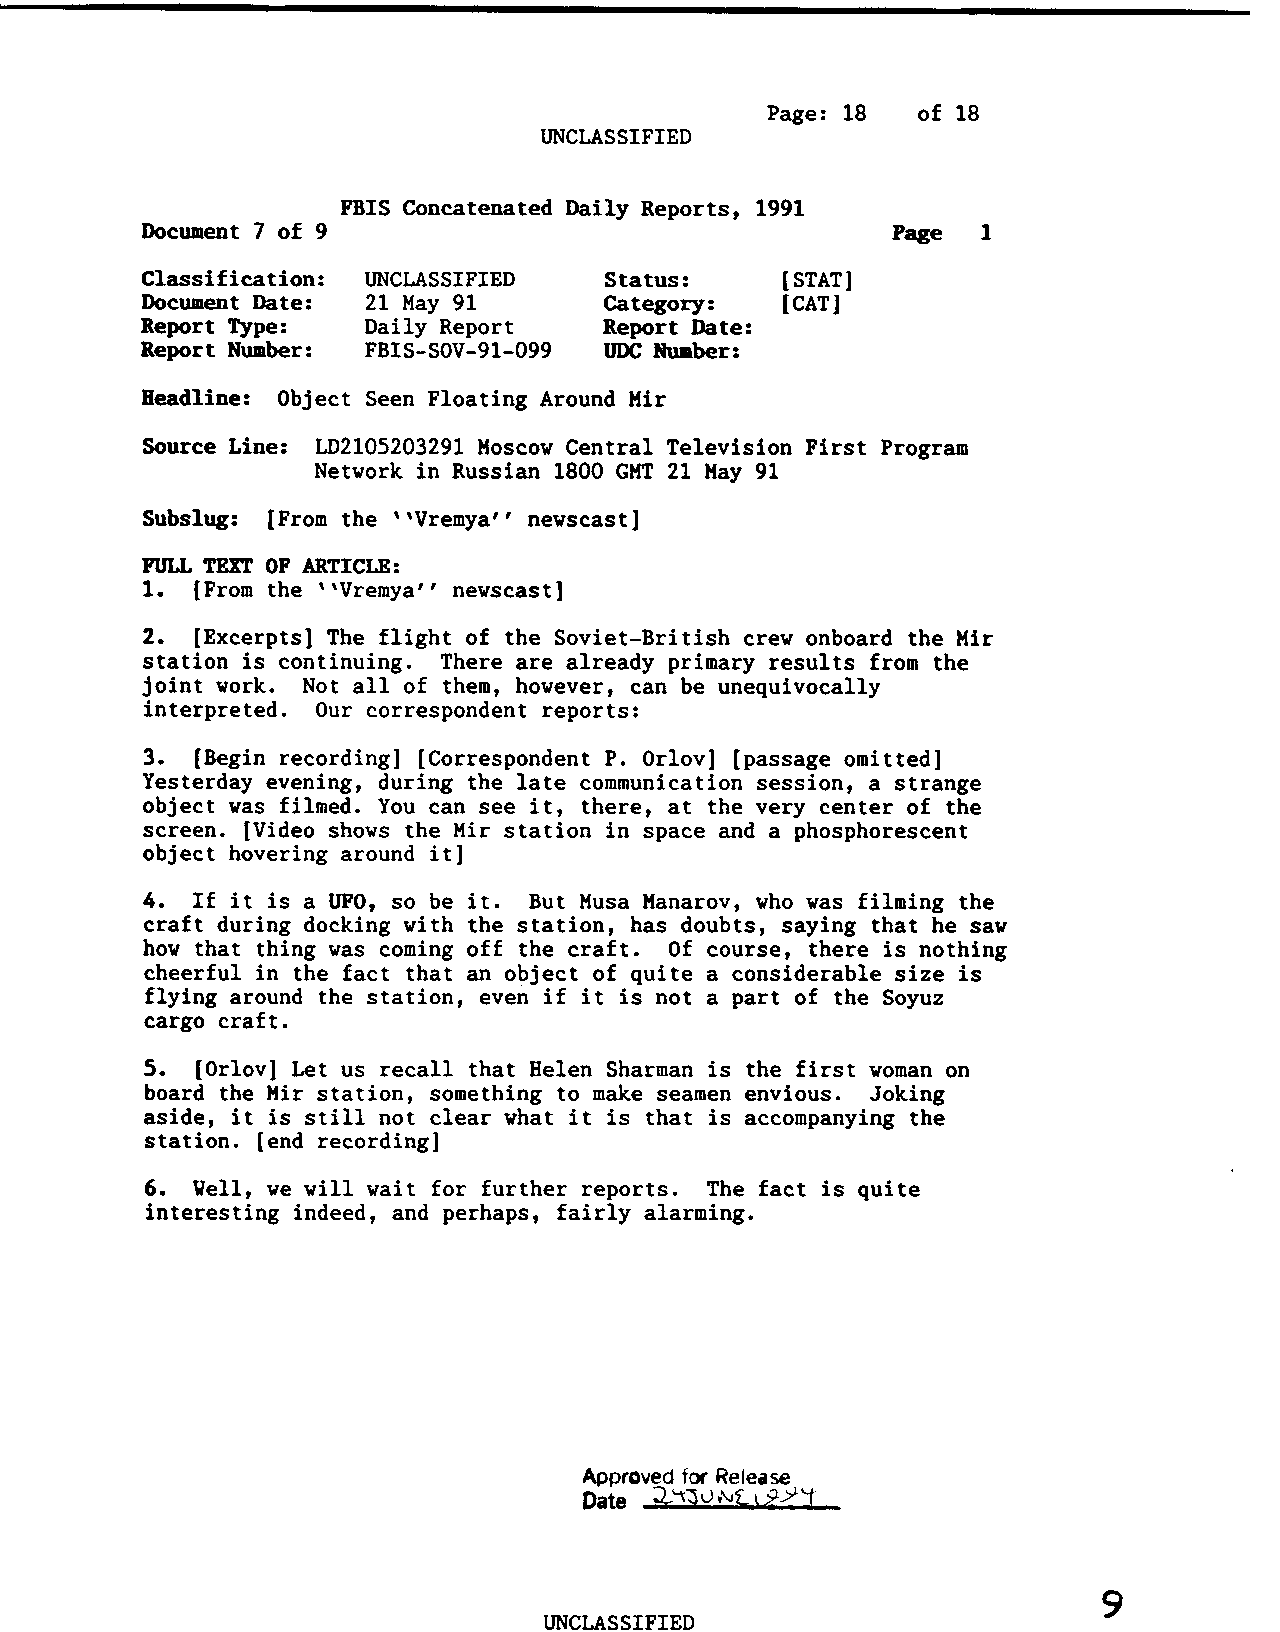 Page: 18 of 18
UNCLASSIFIED
FBIS Concatenated Daily Reports, 1991
Document 7 of 9 Page 1
Classification: UNCLASSIFIED Status: [STAT]
Document Date: 21 May 91 Category: [CAT]
Report Type: Daily Report Report Date:
Report Number: FBIS-SOV-91-099 UDC Number:
Headline: Object Seen Floating Around Mir
Source Line: LD2105203291 Moscow Central Television First Program
Network in Russian 1800 GMT 21 May 91
Subslug: [From the ``Vremya'' newscast]
FULL TEXT OF ARTICLE:
1. [From the ``Vremya'' newscast]
2. [Excerpts] The flight of the Soviet-British crew onboard the Mir
station is continuing. There are already primary results from the
joint work. Not all of them, however, can be unequivocally
interpreted. Our correspondent reports:
3. [Begin recording] [Correspondent P. Orlov] [passage omitted]
Yesterday evening, during the late communication session, a strange
object was filmed. You can see it, there, at the very center of the
screen. [Video shows the Mir station in space and a phosphorescent
object hovering around it]
4. If it is a UFO, so be it. But Musa Manarov, who was filming the
craft during docking with the station, has doubts, saying that he saw
how that thing was coming off the craft. Of course, there is nothing
cheerful in the fact that an object of quite a considerable size is
flying around the station, even if it is not a part of the Soyuz
cargo craft.
5. [Orlov] Let us recall that Helen Sharman is the first woman on
board the Mir station, something to make seamen envious. Joking
aside, it is still not clear what it is that is accompanying the
station. [end recording]
6. Well, we will wait for further reports. The fact is quite
interesting indeed, and perhaps, fairly alarming.
Approved for Release
Date 24 JUNE 1994
9
UNCLASSIFIED